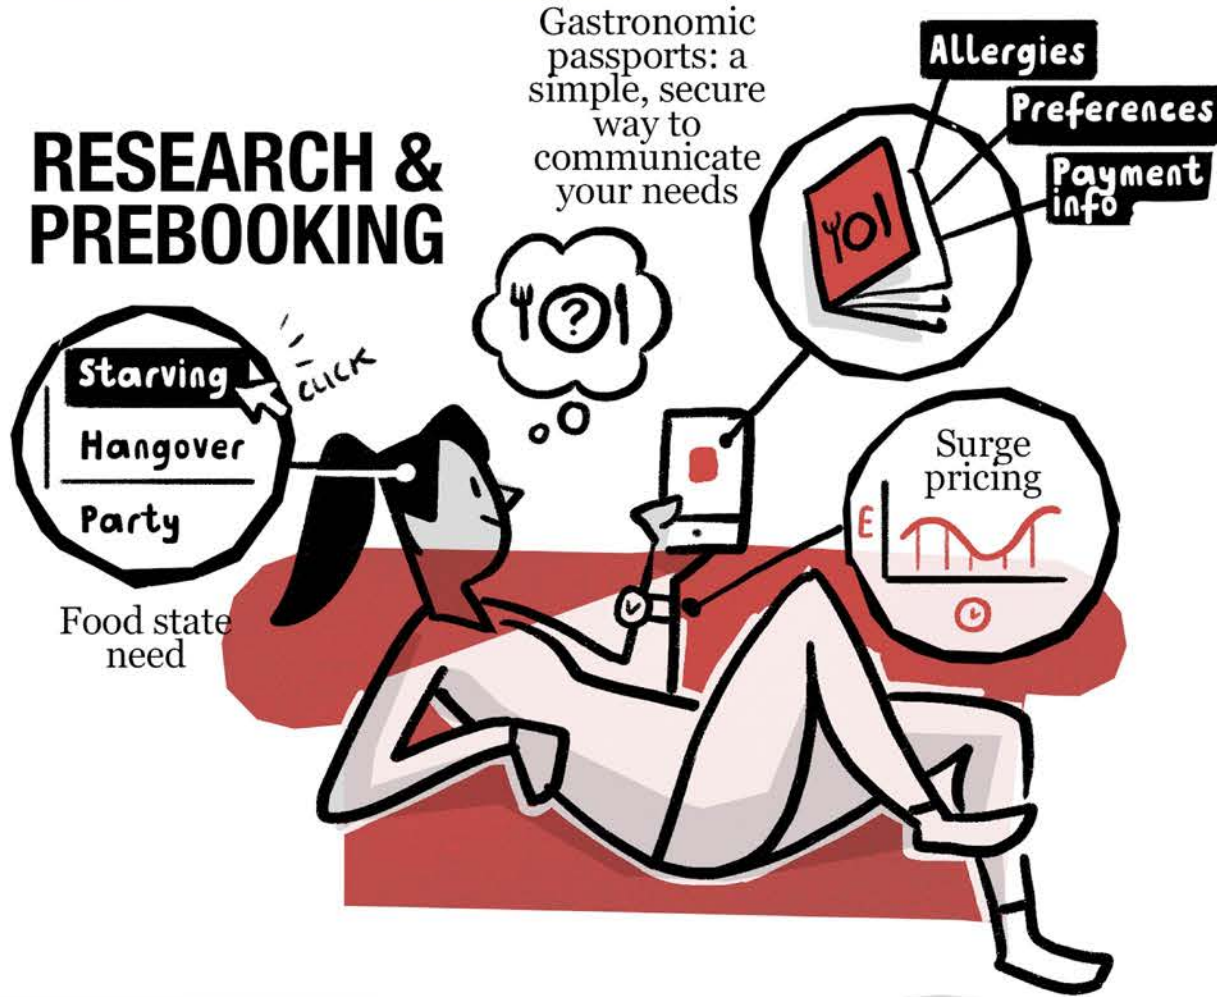 Gastronomic
passports: a
simple, secure
way to
communicate
your needs
Allergies
Preferences
Payment
info
RESEARCH &
PREBOOKING
?
Starving
CLICK
Hangover
Party
Food state
need
Surge
pricing
E